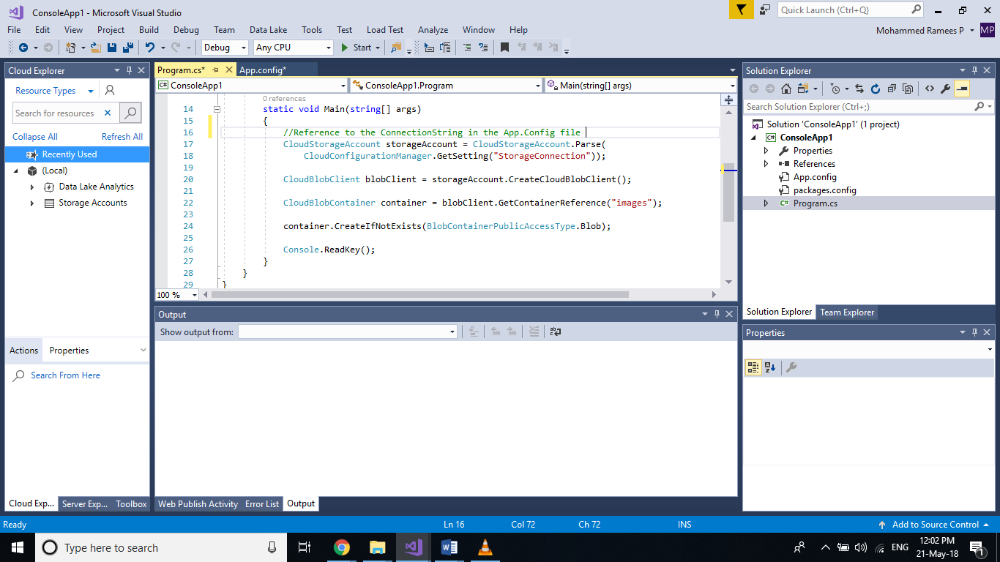 ConsoleApp1 - Microsoft Visual Studio
Quick Launch (Ctrl+Q)
File Edit View Project Build Debug Team Data Lake Tools Test Load Test Analyze Window Help
Mohammed Ramees P MP
Debug Any CPU Start
Cloud Explorer
Resource Types
Search for resources
Collapse All Refresh All
Recently Used
(Local)
Data Lake Analytics
Storage Accounts
Actions Properties
Search From Here
Cloud Exp... Server Exp... Toolbox
Program.cs* App.config*
C# ConsoleApp1 ConsoleApp1.Program Main(string[] args)
0 references
14 static void Main(string[] args)
15 {
16 //Reference to the ConnectionString in the App.Config file
17 CloudStorageAccount storageAccount = CloudStorageAccount.Parse(
18 CloudConfigurationManager.GetSetting("StorageConnection"));
19
20 CloudBlobClient blobClient = storageAccount.CreateCloudBlobClient();
21
22 CloudBlobContainer container = blobClient.GetContainerReference("images");
23
24 container.CreateIfNotExists(BlobContainerPublicAccessType.Blob);
25
26 Console.ReadKey();
27 }
28 }
29 }
100 %
Output
Show output from:
Web Publish Activity Error List Output
Solution Explorer
Search Solution Explorer (Ctrl+;)
Solution 'ConsoleApp1' (1 project)
C# ConsoleApp1
Properties
References
App.config
packages.config
C# Program.cs
Solution Explorer Team Explorer
Properties
Ready Ln 16 Col 72 Ch 72 INS Add to Source Control
Type here to search
ENG
12:02 PM
21-May-18
1